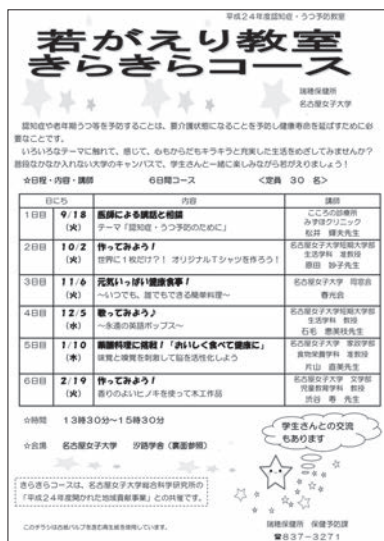 平成24年度認知症・うつ予防教室
若がえり教室
きらきらコース
瑞穂保健所
名古屋女子大学
認知症や老年期うつ等を予防することは、要介護状態になることを予防し健康寿命を延ばすために必
要なことです。
いろいろなテーマに触れて、感じて、心もからだもキラキラと充実した生活をめざしてみませんか?
普段なかなか入れない大学のキャンパスで、学生さんと一緒に楽しみながら若がえりましょう!
☆日程・内容・講師 6日間コース <定員 30 名>
日にち 内容 講師
1日目 9/18 (火) 医師による講話と相談
テーマ「認知症・うつ予防のために」
こころの診療所
みずほクリニック
松井 輝夫先生
2日目 10/2 (火) 作ってみよう!
世界に1枚だけ?! オリジナルTシャツを作ろう!
名古屋女子大学短期大学部
生活学科 准教授
原田 妙子先生
3日目 11/6 (火) 元気いっぱい健康食事!
~いつでも、誰でもできる簡単料理~
名古屋女子大学 同窓会
春光会
4日目 12/5 (水) 歌ってみよう♪
~永遠の英語ポップス~
名古屋女子大学短期大学部
生活学科 教授
石毛 恵美枝先生
5日目 1/10 (木) 薬膳料理に挑戦!「おいしく食べて健康に」
味覚と嗅覚を刺激して脳を活性化しよう
名古屋女子大学 家政学部
食物栄養学科 准教授
片山 直美先生
6日目 2/19 (火) 作ってみよう!
香りのよいヒノキを使って木工作品
名古屋女子大学 文学部
児童教育学科 教授
渋谷 寿 先生
☆時間 13時30分~15時30分
☆会場 名古屋女子大学 汐路学舎(裏面参照)
学生さんとの交流
もあります
きらきらコースは、名古屋女子大学総合科学研究所の
「平成24年度開かれた地域貢献事業」との共催です。
このチラシは古紙パルプを含む再生紙を使用しています。
瑞穂保健所 保健予防課
☎837-3271